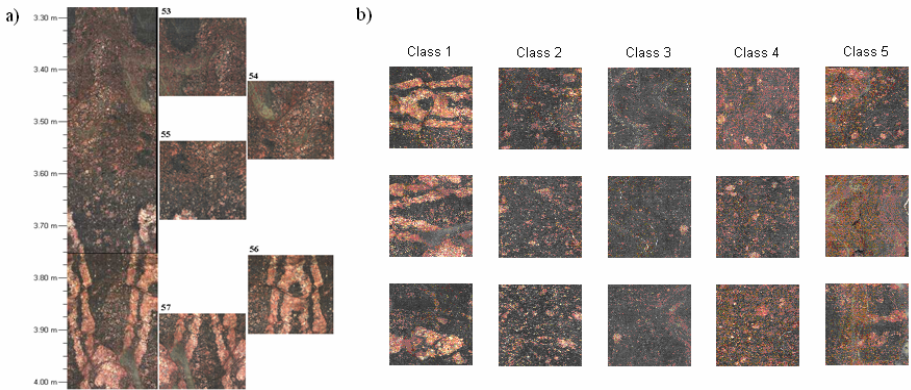 a)
53
3.30 m
3.40 m
54
3.50 m
55
3.60 m
3.70 m
56
3.80 m
57
3.90 m
4.00 m
b)
Class 1 Class 2 Class 3 Class 4 Class 5